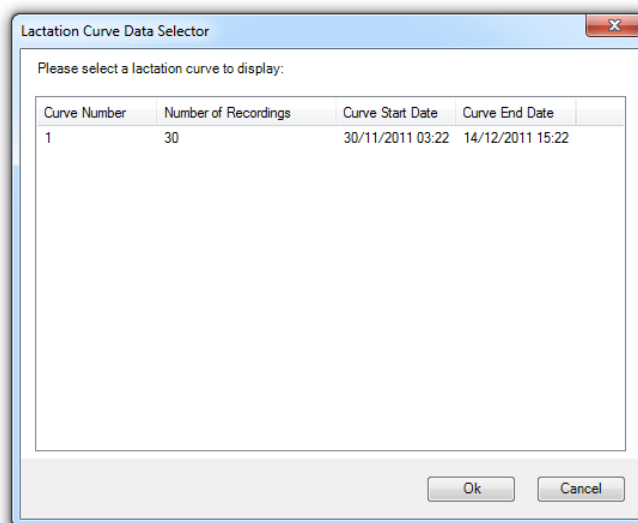 Lactation Curve Data Selector
Please select a lactation curve to display:
Curve Number Number of Recordings Curve Start Date Curve End Date
1 30 30/11/2011 03:22 14/12/2011 15:22
Ok Cancel